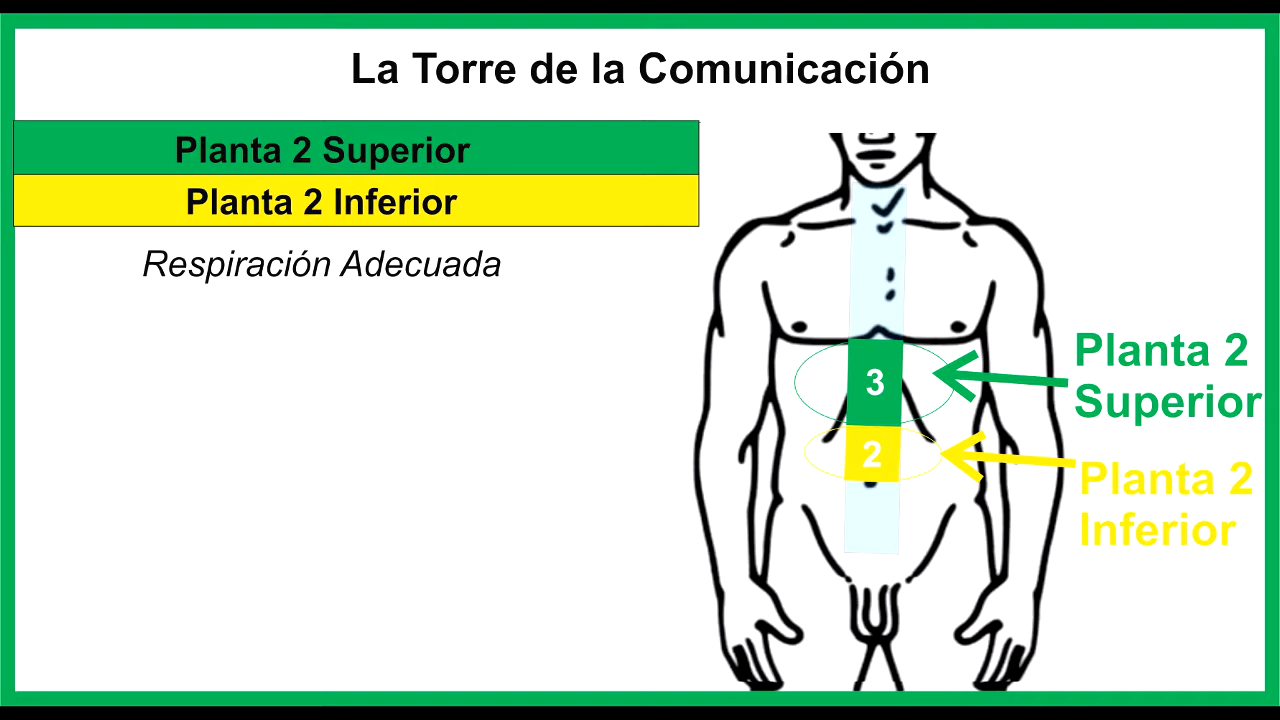 La Torre de la Comunicación
Planta 2 Superior
Planta 2 Inferior
Respiración Adecuada
3
Planta 2
Superior
2
Planta 2
Inferior